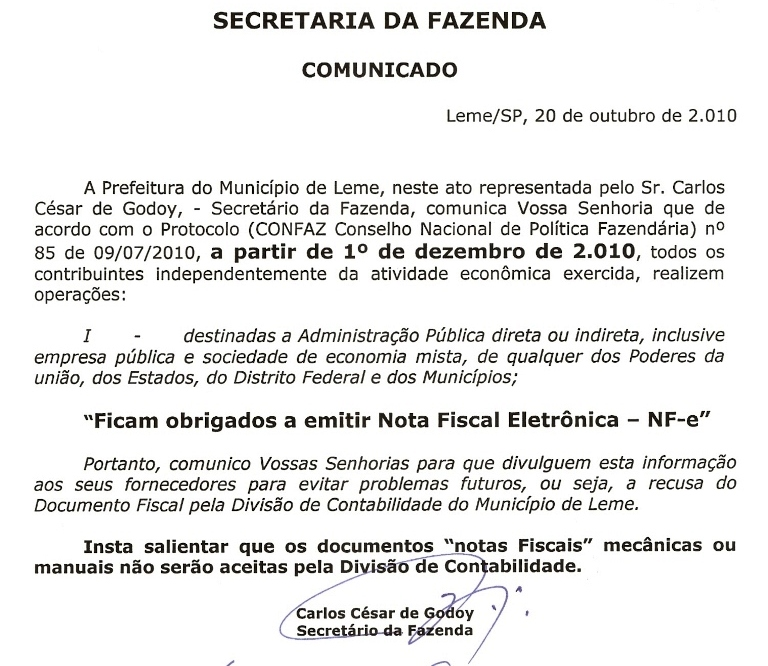 SECRETARIA DA FAZENDA
COMUNICADO
Leme/SP, 20 de outubro de 2.010
A Prefeitura do Município de Leme, neste ato representada pelo Sr. Carlos
César de Godoy, - Secretário da Fazenda, comunica Vossa Senhoria que de
acordo com o Protocolo (CONFAZ Conselho Nacional de Política Fazendária) nº
85 de 09/07/2010, a partir de 1º de dezembro de 2.010, todos os
contribuintes independentemente da atividade econômica exercida, realizem
operações:
I - destinadas a Administração Pública direta ou indireta, inclusive
empresa pública e sociedade de economia mista, de qualquer dos Poderes da
união, dos Estados, do Distrito Federal e dos Municípios;
“Ficam obrigados a emitir Nota Fiscal Eletrônica – NF-e”
Portanto, comunico Vossas Senhorias para que divulguem esta informação
aos seus fornecedores para evitar problemas futuros, ou seja, a recusa do
Documento Fiscal pela Divisão de Contabilidade do Município de Leme.
Insta salientar que os documentos “notas Fiscais” mecânicas ou
manuais não serão aceitas pela Divisão de Contabilidade.
Carlos César de Godoy
Secretário da Fazenda